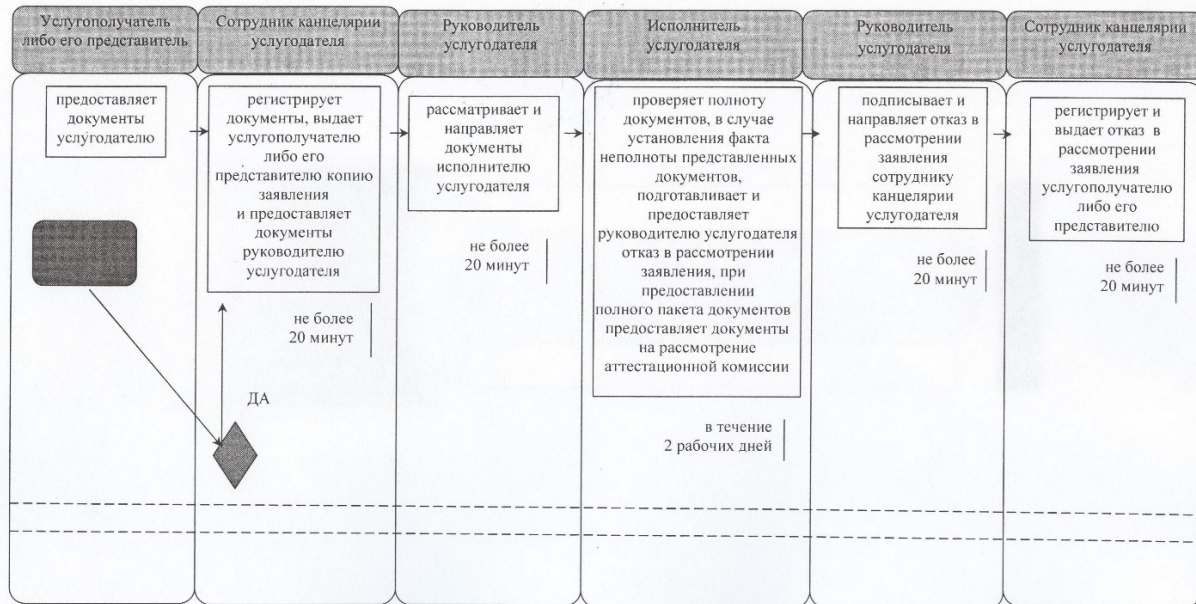 Услугополучатель
либо его представитель
Сотрудник канцелярии
услугодателя
Руководитель
услугодателя
Исполнитель
услугодателя
Руководитель
услугодателя
Сотрудник канцелярии
услугодателя
предоставляет
документы
услугодателю
регистрирует
документы, выдает
услугополучателю
либо его
представителю копию
заявления
и предоставляет
документы
руководителю
услугодателя
не более
20 минут
ДА
рассматривает и
направляет
документы
исполнителю
услугодателя
не более
20 минут
проверяет полноту
документов, в случае
установления факта
неполноты представленных
документов,
подготавливает и
предоставляет
руководителю услугодателя
отказ в рассмотрении
заявления, при
предоставлении
полного пакета документов
предоставляет документы
на рассмотрение
аттестационной комиссии
в течение
2 рабочих дней
подписывает и
направляет отказ в
рассмотрении
заявления
сотруднику
канцелярии
услугодателя
не более
20 минут
регистрирует и
выдает отказ в
рассмотрении
заявления
услугополучателю
либо его
представителю
не более
20 минут